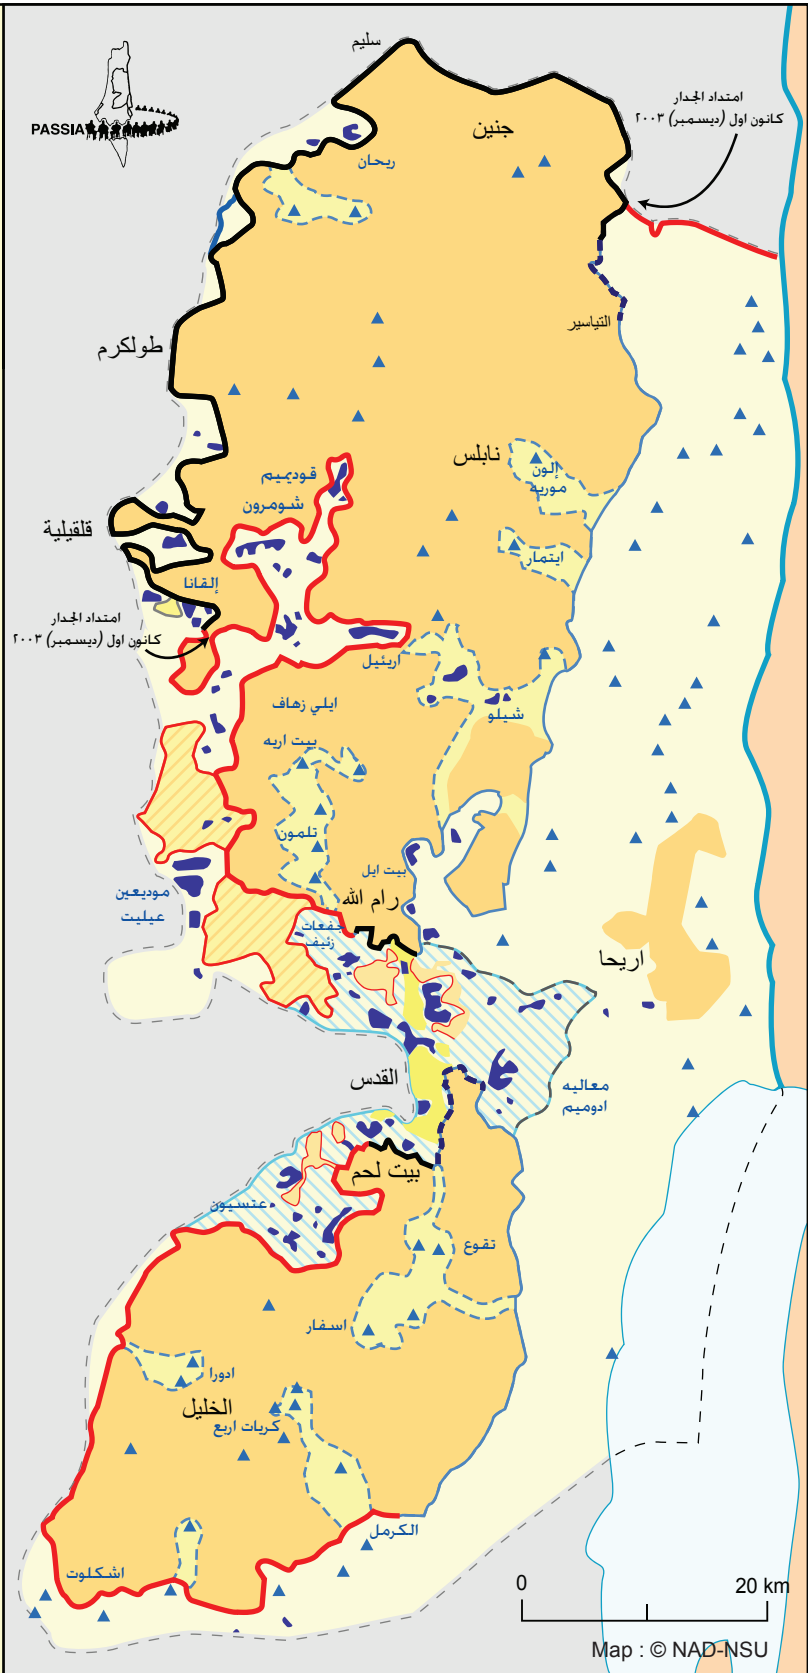 سليم
PASSIA
امتداد الجدار
كانون اول (ديسمبر) ٢٠٠٣
جنين
ريحان
التياسير
طولكرم
نابلس
إلون
موريه
قوديميم
شومرون
قلقيلية
ايتمار
إلقانا
امتداد الجدار
كانون اول (ديسمبر) ٢٠٠٣
اريئيل
ايلي زهاف
شيلو
بيت اريه
تلمون
بيت ايل
موديعين
عيليت
رام الله
جفعات
زئيف
اريحا
القدس
معاليه
ادوميم
بيت لحم
عتسيون
تقوع
اسفار
ادورا
الخليل
كريات اربع
الكرمل
اشكلوت
0
20 km
Map : © NAD-NSU